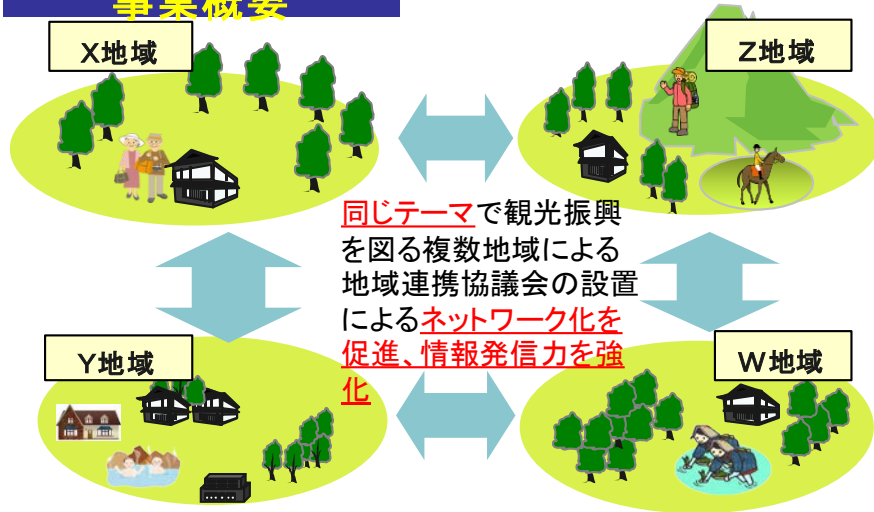 事業概要
X地域
Z地域
同じテーマで観光振興
を図る複数地域による
地域連携協議会の設置
によるネットワーク化を
促進、情報発信力を強
化
Y地域
W地域